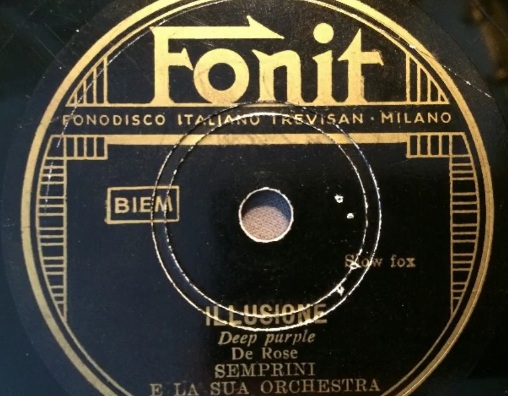 Fonit
FONODISCO ITALIANO TREVISAN · MILANO
BIEM
Slow fox
ILLUSIONE
Deep purple
De Rose
SEMPRINI
E LA SUA ORCHESTRA